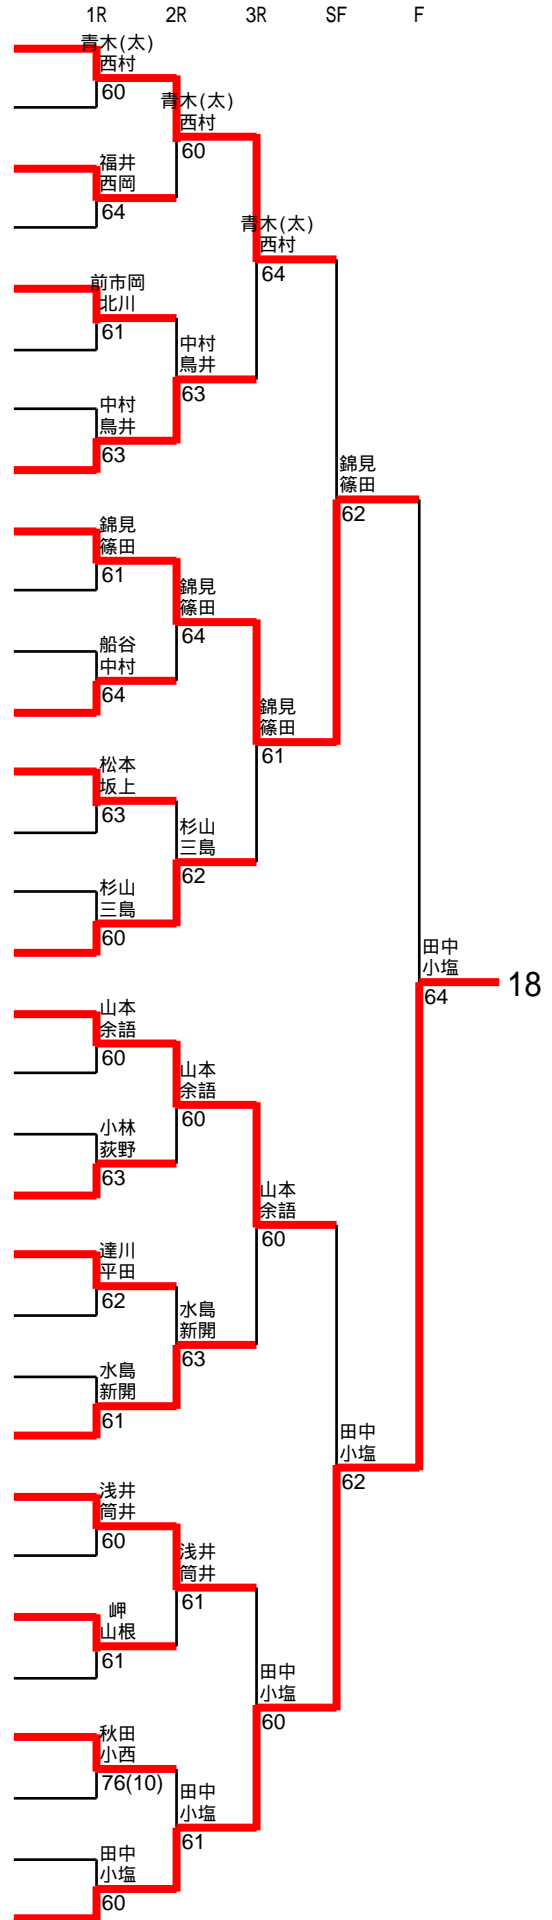 1R 2R 3R SF F
青木(太)
西村
60
青木(太)
西村
60
福井
西岡
64
青木(太)
西村
64
前市岡
北川
61
中村
鳥井
63
中村
鳥井
63
錦見
篠田
62
錦見
篠田
61
錦見
篠田
64
船谷
中村
64
錦見
篠田
61
松本
坂上
63
杉山
三島
62
杉山
三島
60
田中
小塩
64
18
山本
余語
60
山本
余語
60
小林
荻野
63
山本
余語
60
達川
平田
62
水島
新開
63
水島
新開
61
田中
小塩
62
浅井
筒井
60
浅井
筒井
61
岬
山根
61
田中
小塩
60
秋田
小西
76(10)
田中
小塩
61
田中
小塩
60